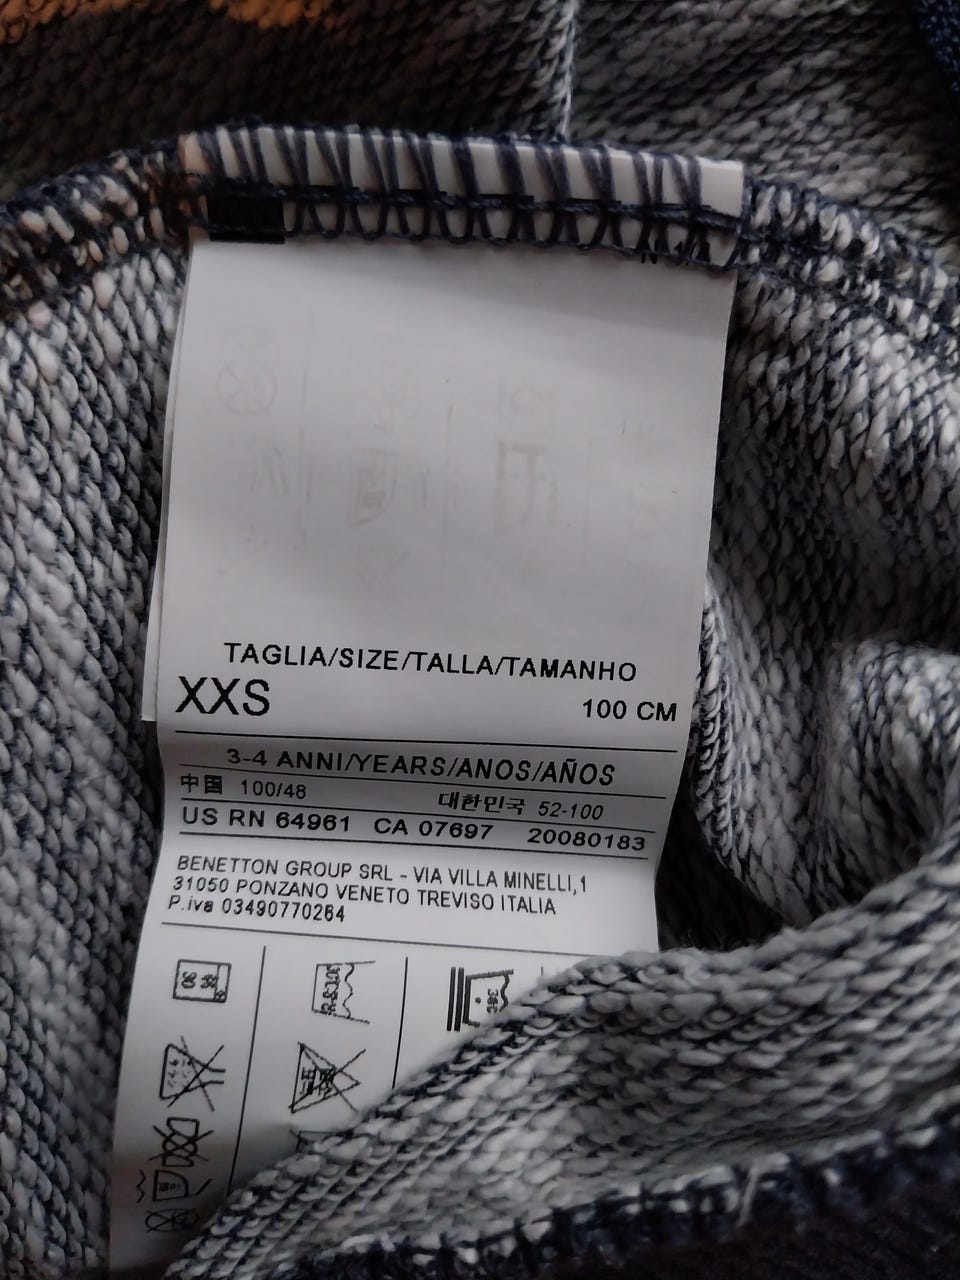 TAGLIA/SIZE/TALLA/TAMANHO
XXS 100 CM
3-4 ANNI/YEARS/ANOS/AÑOS
中国 100/48 대한민국 52-100
US RN 64961 CA 07697 20080183
BENETTON GROUP SRL - VIA VILLA MINELLI,1
31050 PONZANO VENETO TREVISO ITALIA
P.iva 03490770264